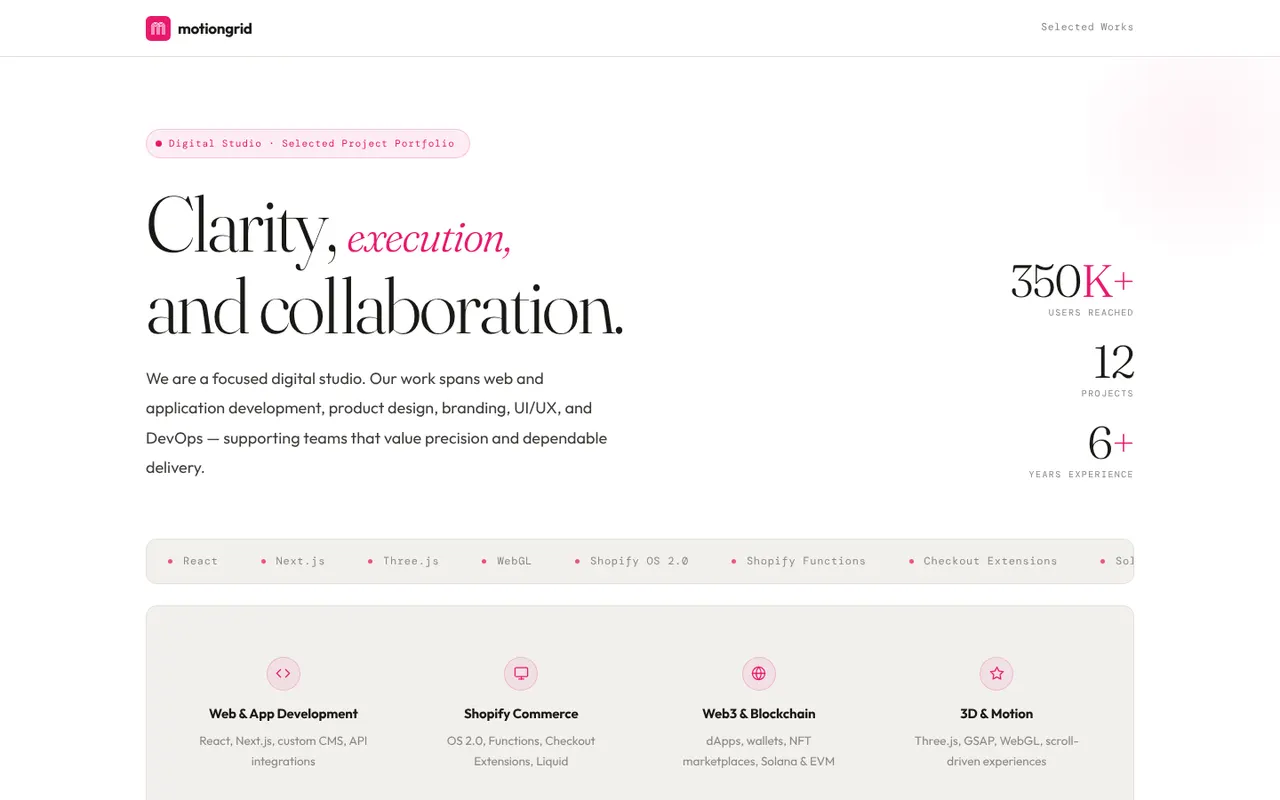 motiongrid
Selected Works
Digital Studio · Selected Project Portfolio
Clarity, execution,
and collaboration.
We are a focused digital studio. Our work spans web and
application development, product design, branding, UI/UX, and
DevOps — supporting teams that value precision and dependable
delivery.
350K+
USERS REACHED
12
PROJECTS
6+
YEARS EXPERIENCE
• React • Next.js • Three.js • WebGL • Shopify OS 2.0 • Shopify Functions • Checkout Extensions • Sol
Web & App Development
React, Next.js, custom CMS, API
integrations
Shopify Commerce
OS 2.0, Functions, Checkout
Extensions, Liquid
Web3 & Blockchain
dApps, wallets, NFT
marketplaces, Solana & EVM
3D & Motion
Three.js, GSAP, WebGL, scroll-
driven experiences